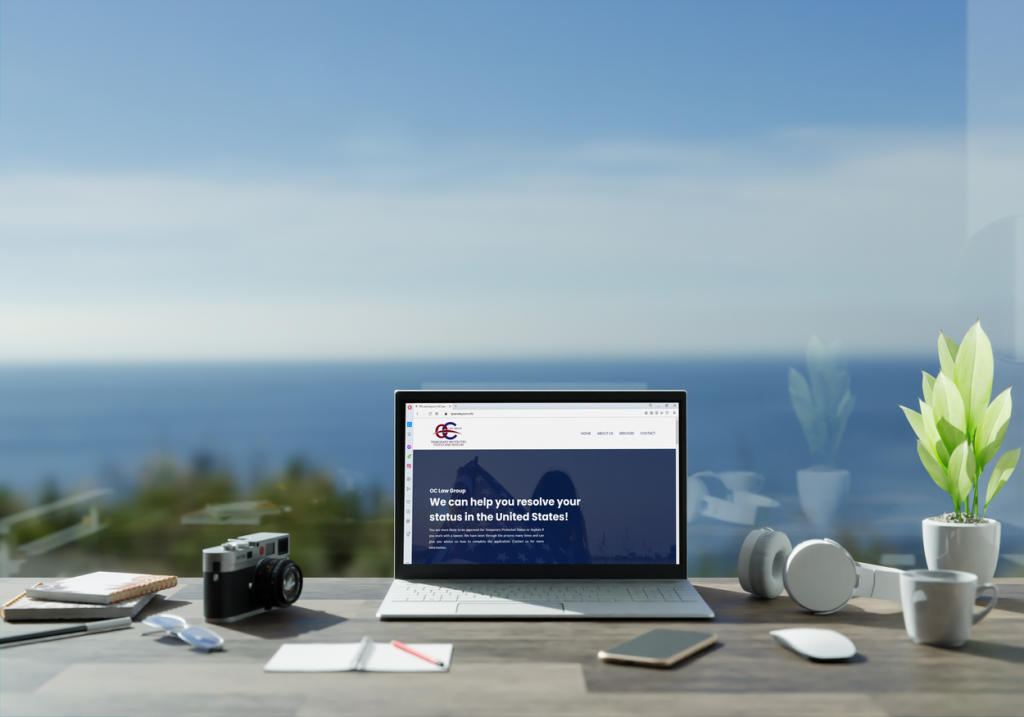 OC
HOME ABOUT US SERVICES CONTACT
OC Law Group
We can help you resolve your
status in the United States!
You are more likely to be approved for Temporary Protected Status or Asylum if
you work with a lawyer. We have been through the process many times and can
give you advice on how to complete the application. Contact us for more
information.